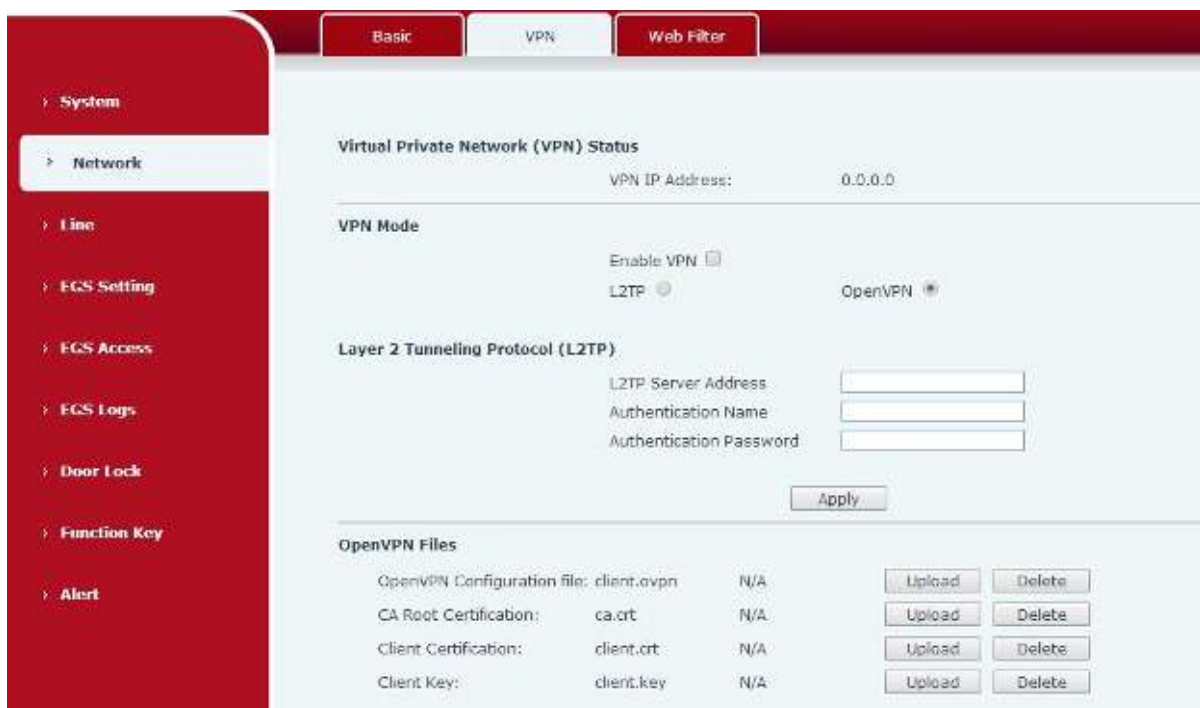 Basic
VPN
Web Filter
System
Network
Line
EGS Setting
EGS Access
EGS Logs
Door Lock
Function Key
Alert
Virtual Private Network (VPN) Status
VPN IP Address: 0.0.0.0
VPN Mode
Enable VPN
L2TP OpenVPN
Layer 2 Tunneling Protocol (L2TP)
L2TP Server Address
Authentication Name
Authentication Password
Apply
OpenVPN Files
OpenVPN Configuration file: client.ovpn N/A Upload Delete
CA Root Certification: ca.crt N/A Upload Delete
Client Certification: client.crt N/A Upload Delete
Client Key: client.key N/A Upload Delete